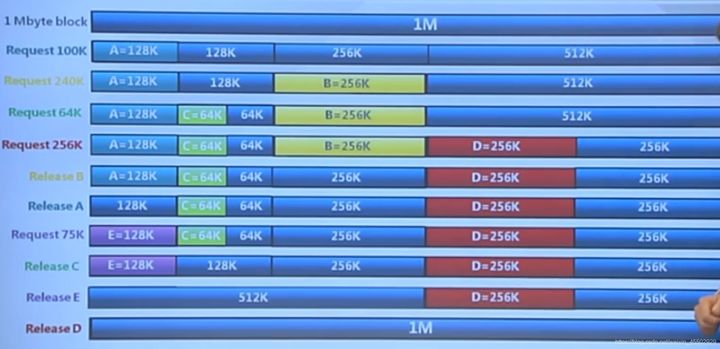 1 Mbyte block 1M
Request 100K A=128K 128K 256K 512K
Request 240K A=128K 128K B=256K 512K
Request 64K A=128K C=64K 64K B=256K 512K
Request 256K A=128K C=64K 64K B=256K D=256K 256K
Release B A=128K C=64K 64K 256K D=256K 256K
Release A 128K C=64K 64K 256K D=256K 256K
Request 75K E=128K C=64K 64K 256K D=256K 256K
Release C E=128K 128K 256K D=256K 256K
Release E 512K D=256K 256K
Release D 1M